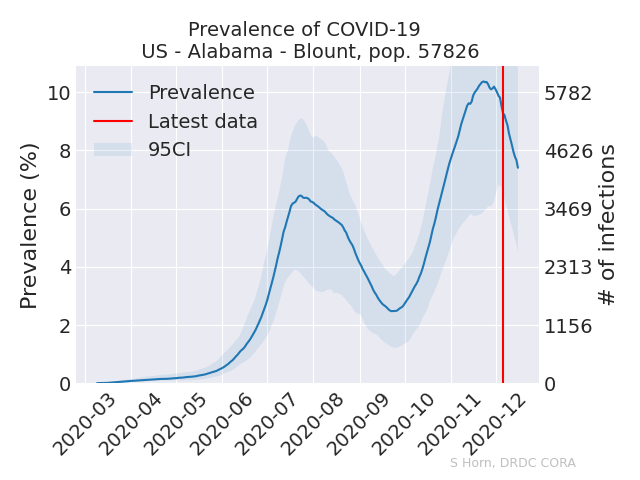 Prevalence of COVID-19
US - Alabama - Blount, pop. 57826
Prevalence
Latest data
95CI
Prevalence (%)
10
8
6
4
2
0
5782
4626
3469
2313
1156
0
# of infections
2020-03
2020-04
2020-05
2020-06
2020-07
2020-08
2020-09
2020-10
2020-11
2020-12
S Horn, DRDC CORA